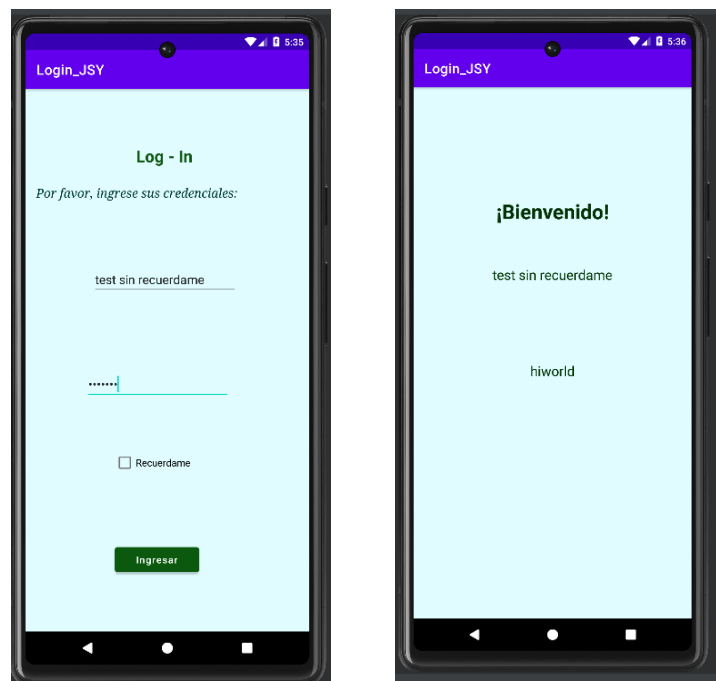 5:35
Login_JSY
Log - In
Por favor, ingrese sus credenciales:
test sin recuerdame
•••••••
Recuerdame
Ingresar
5:36
Login_JSY
¡Bienvenido!
test sin recuerdame
hiworld